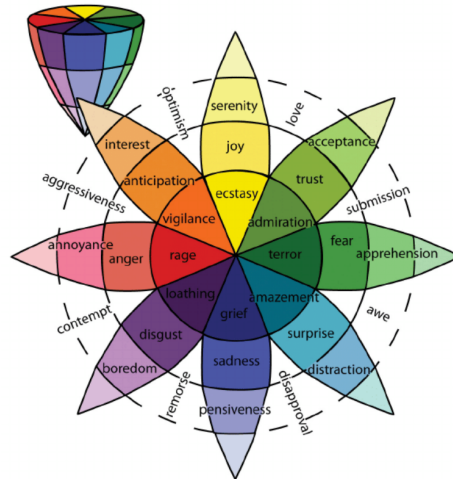 serenity
optimism
love
interest
joy
acceptance
anticipation
trust
aggressiveness
ecstasy
submission
vigilance
admiration
annoyance
anger
rage
terror
fear
apprehension
loathing
amazement
contempt
grief
awe
disgust
surprise
boredom
sadness
distraction
remorse
pensiveness
disapproval